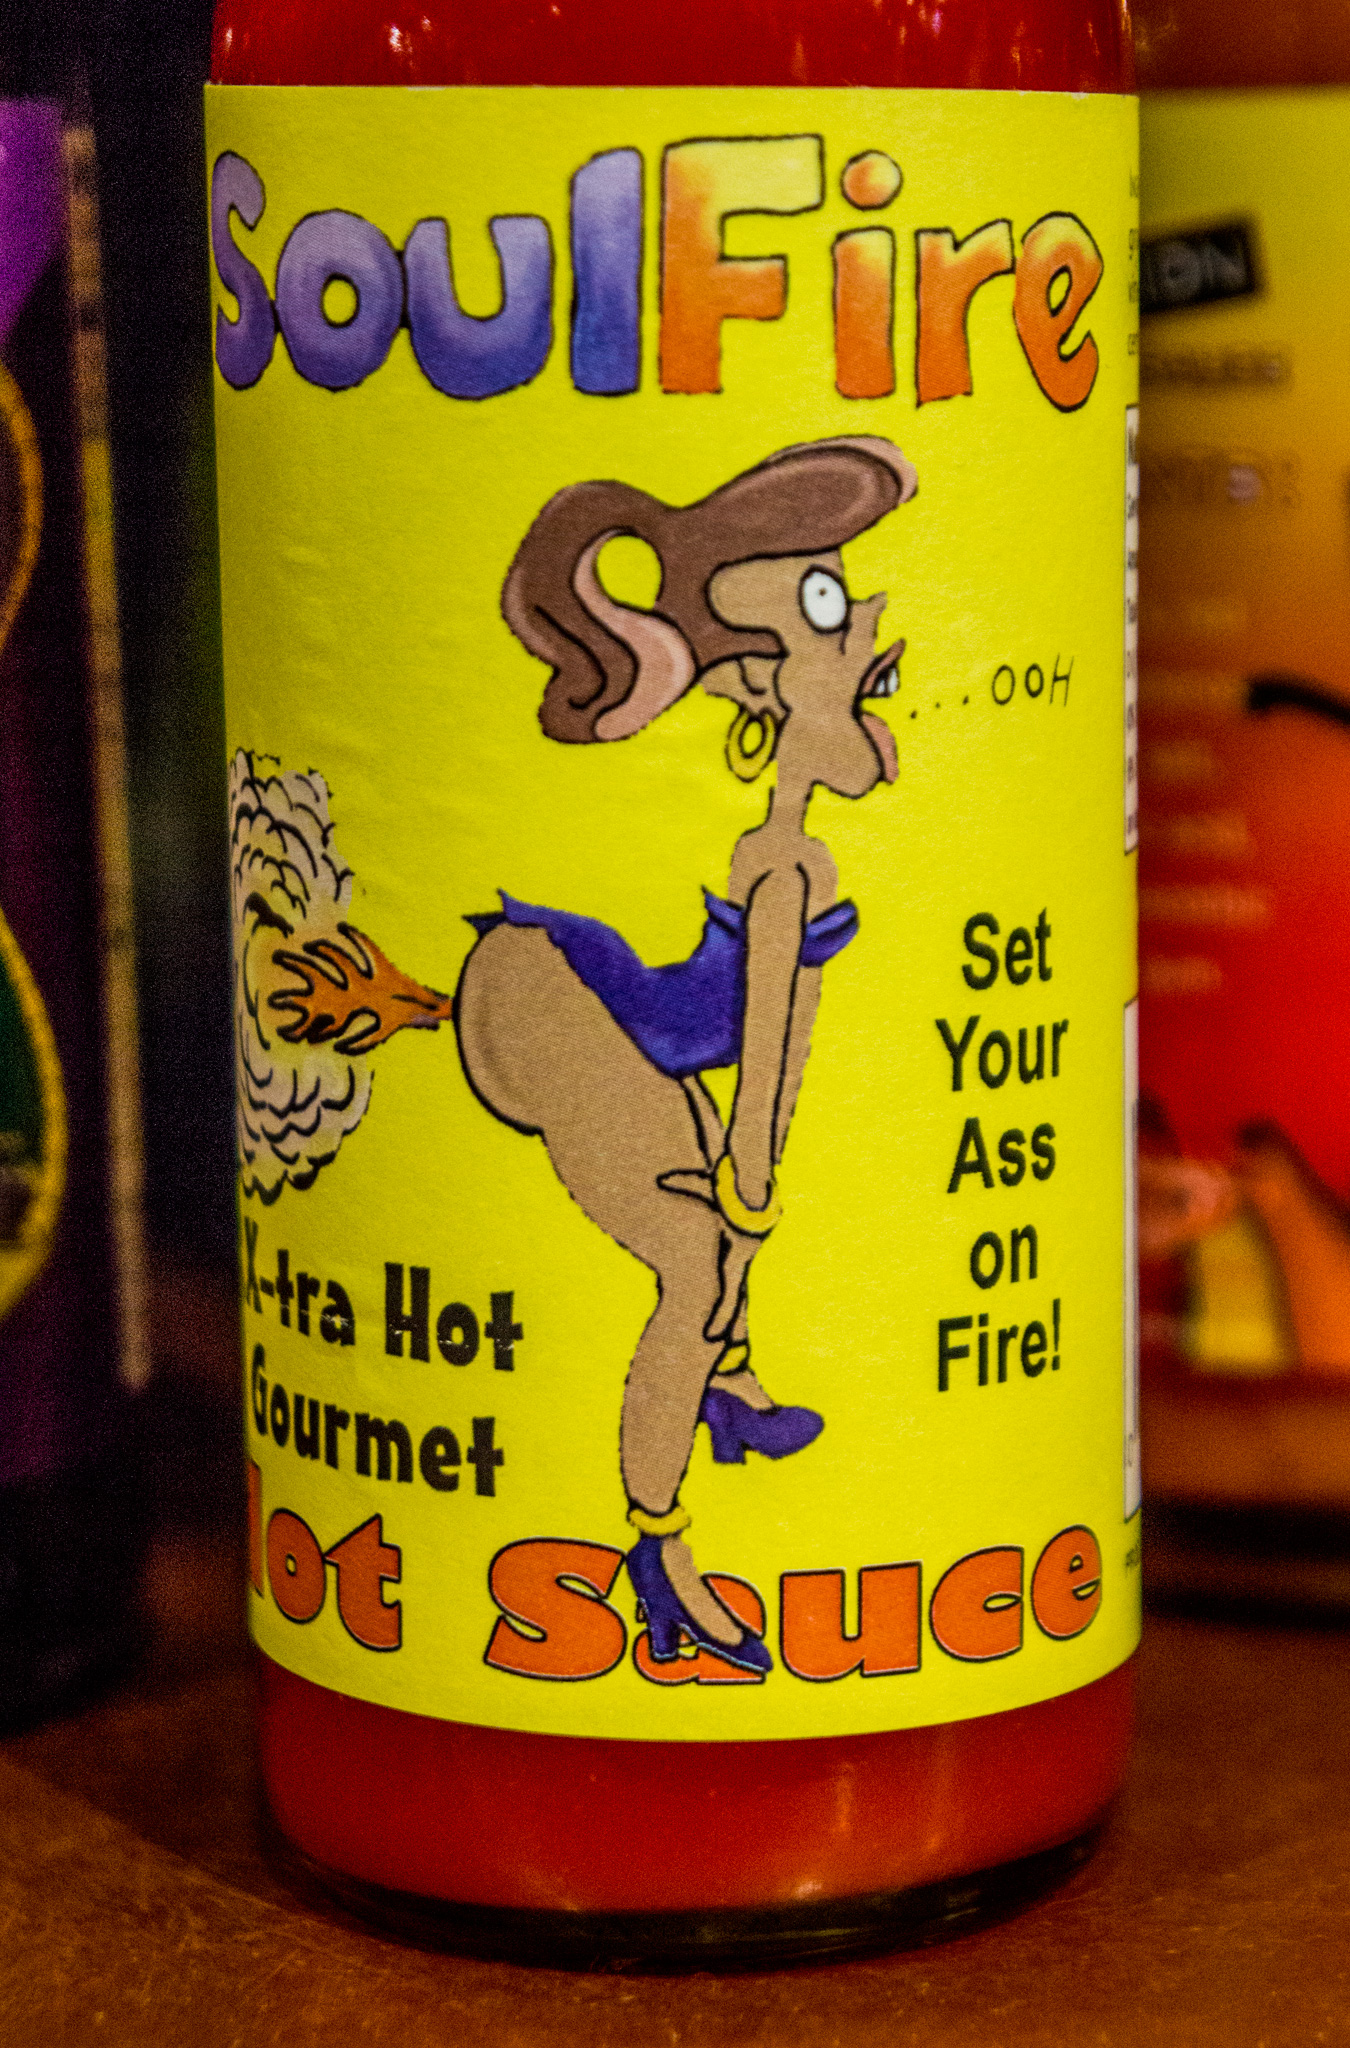 SoulFire
...OOH
Set
Your
Ass
on
Fire!
X-tra Hot
Gourmet
Hot Sauce